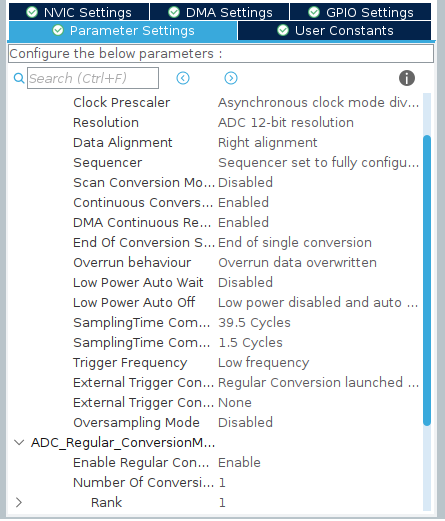 NVIC Settings DMA Settings GPIO Settings
Parameter Settings User Constants
Configure the below parameters :
Search (Ctrl+F)
Clock Prescaler Asynchronous clock mode div...
Resolution ADC 12-bit resolution
Data Alignment Right alignment
Sequencer Sequencer set to fully configu...
Scan Conversion Mo... Disabled
Continuous Convers... Enabled
DMA Continuous Re... Enabled
End Of Conversion S... End of single conversion
Overrun behaviour Overrun data overwritten
Low Power Auto Wait Disabled
Low Power Auto Off Low power disabled and auto ...
SamplingTime Com... 39.5 Cycles
SamplingTime Com... 1.5 Cycles
Trigger Frequency Low frequency
External Trigger Con... Regular Conversion launched ...
External Trigger Con... None
Oversampling Mode Disabled
ADC_Regular_ConversionM...
Enable Regular Con... Enable
Number Of Conversi... 1
Rank 1